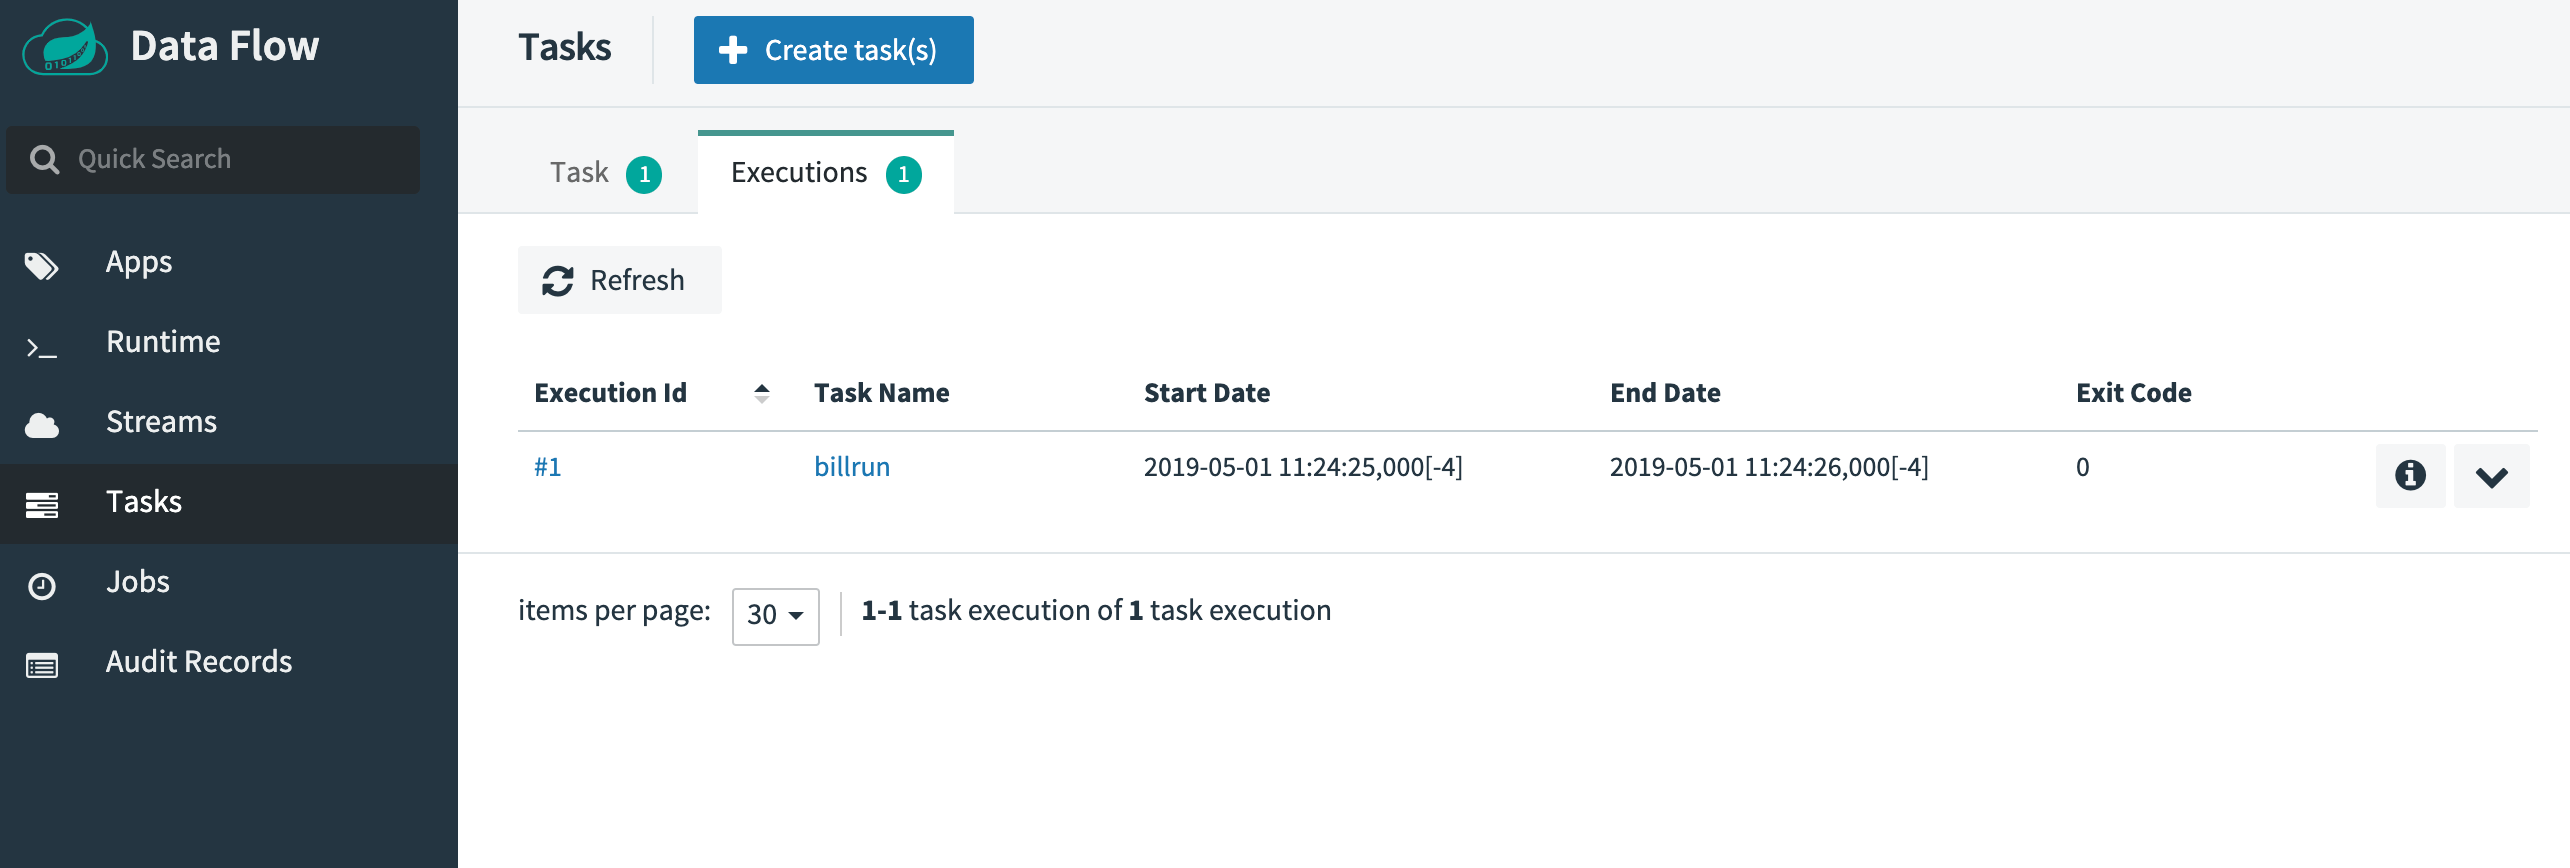 Data Flow
Quick Search
Apps
Runtime
Streams
Tasks
Jobs
Audit Records
Tasks
Create task(s)
Task 1
Executions 1
Refresh
Execution Id Task Name Start Date End Date Exit Code
#1 billrun 2019-05-01 11:24:25,000[-4] 2019-05-01 11:24:26,000[-4] 0
items per page: 30 1-1 task execution of 1 task execution